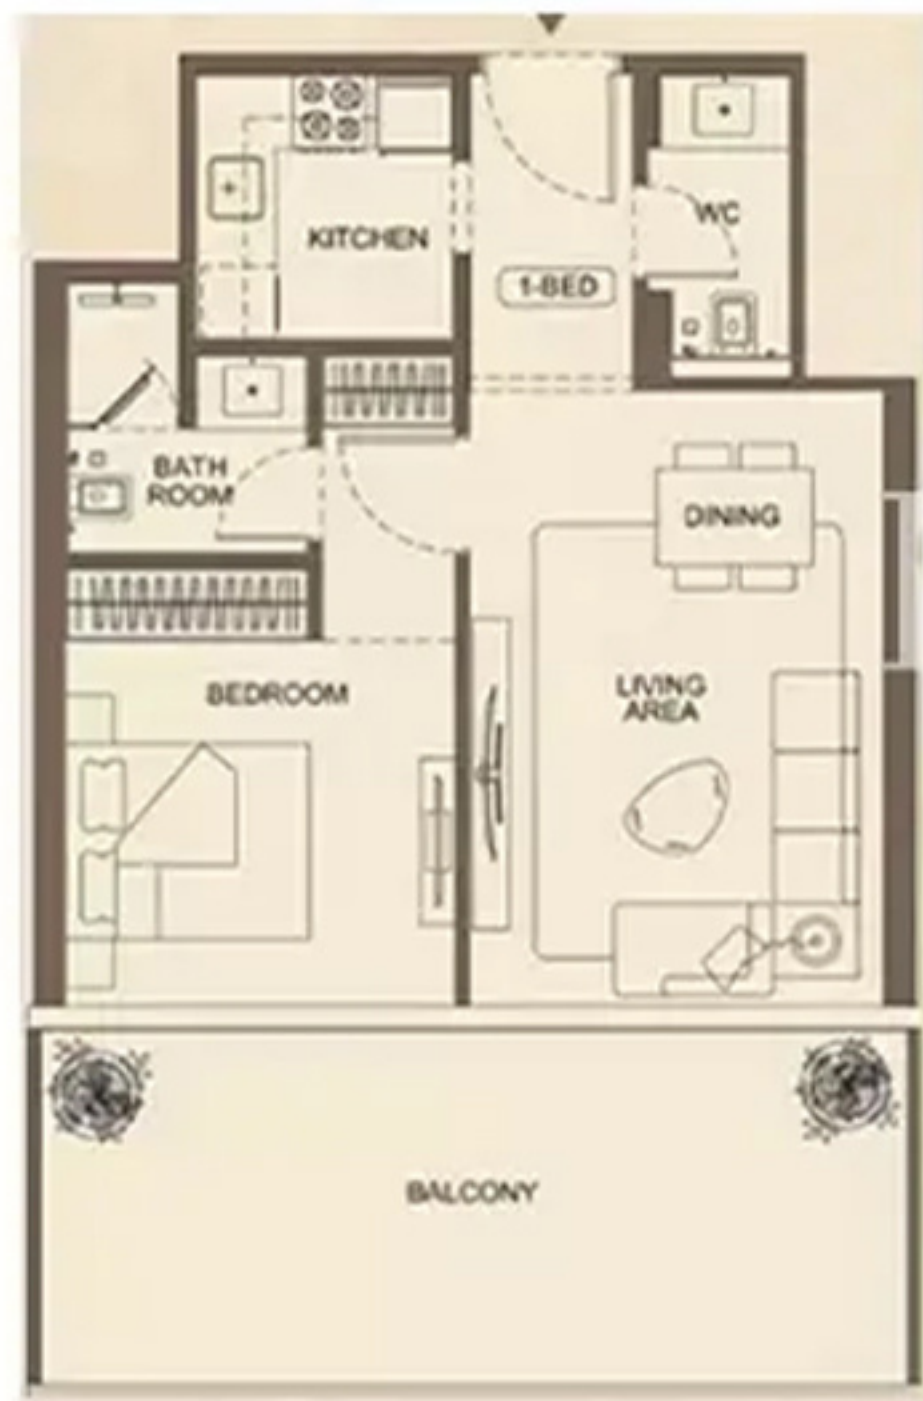 KITCHEN
WC
1-BED
BATH
ROOM
DINING
BEDROOM
LIVING
AREA
BALCONY